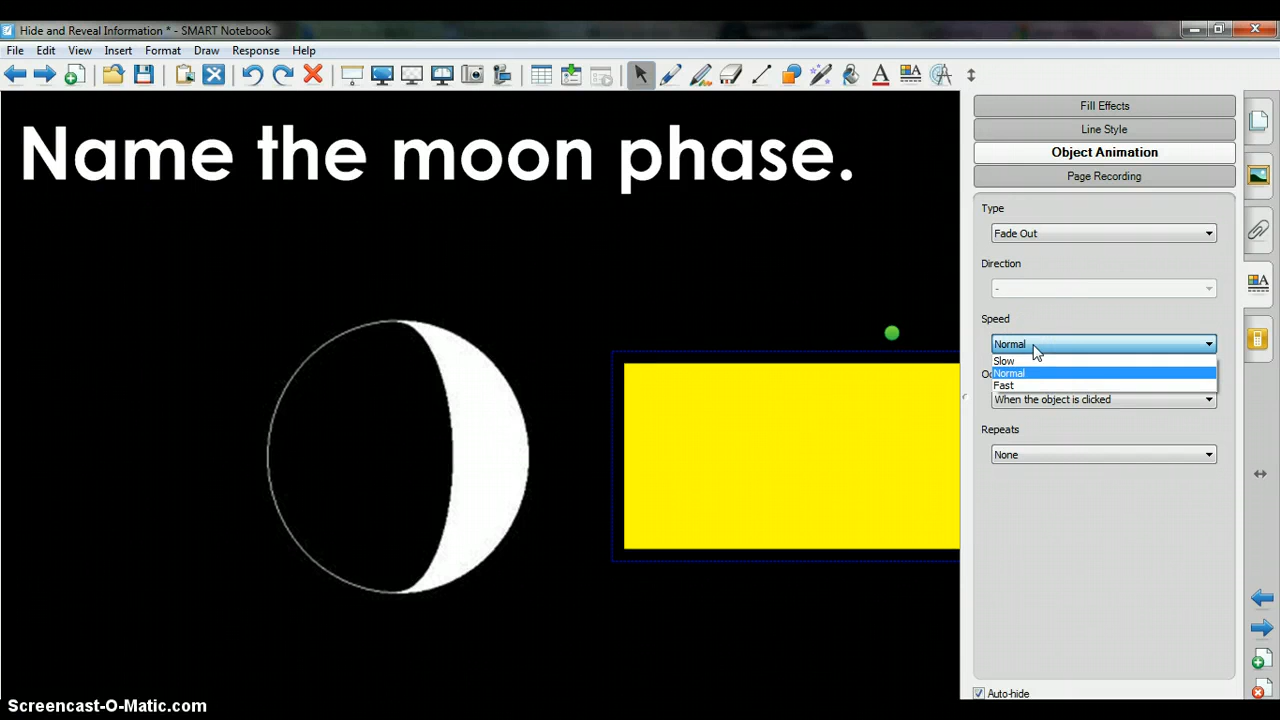 Hide and Reveal Information * - SMART Notebook
File Edit View Insert Format Draw Response Help
Name the moon phase.
Fill Effects
Line Style
Object Animation
Page Recording
Type
Fade Out
Direction
-
Speed
Normal
Slow
Normal
Fast
When the object is clicked
Repeats
None
Auto-hide
Screencast-O-Matic.com